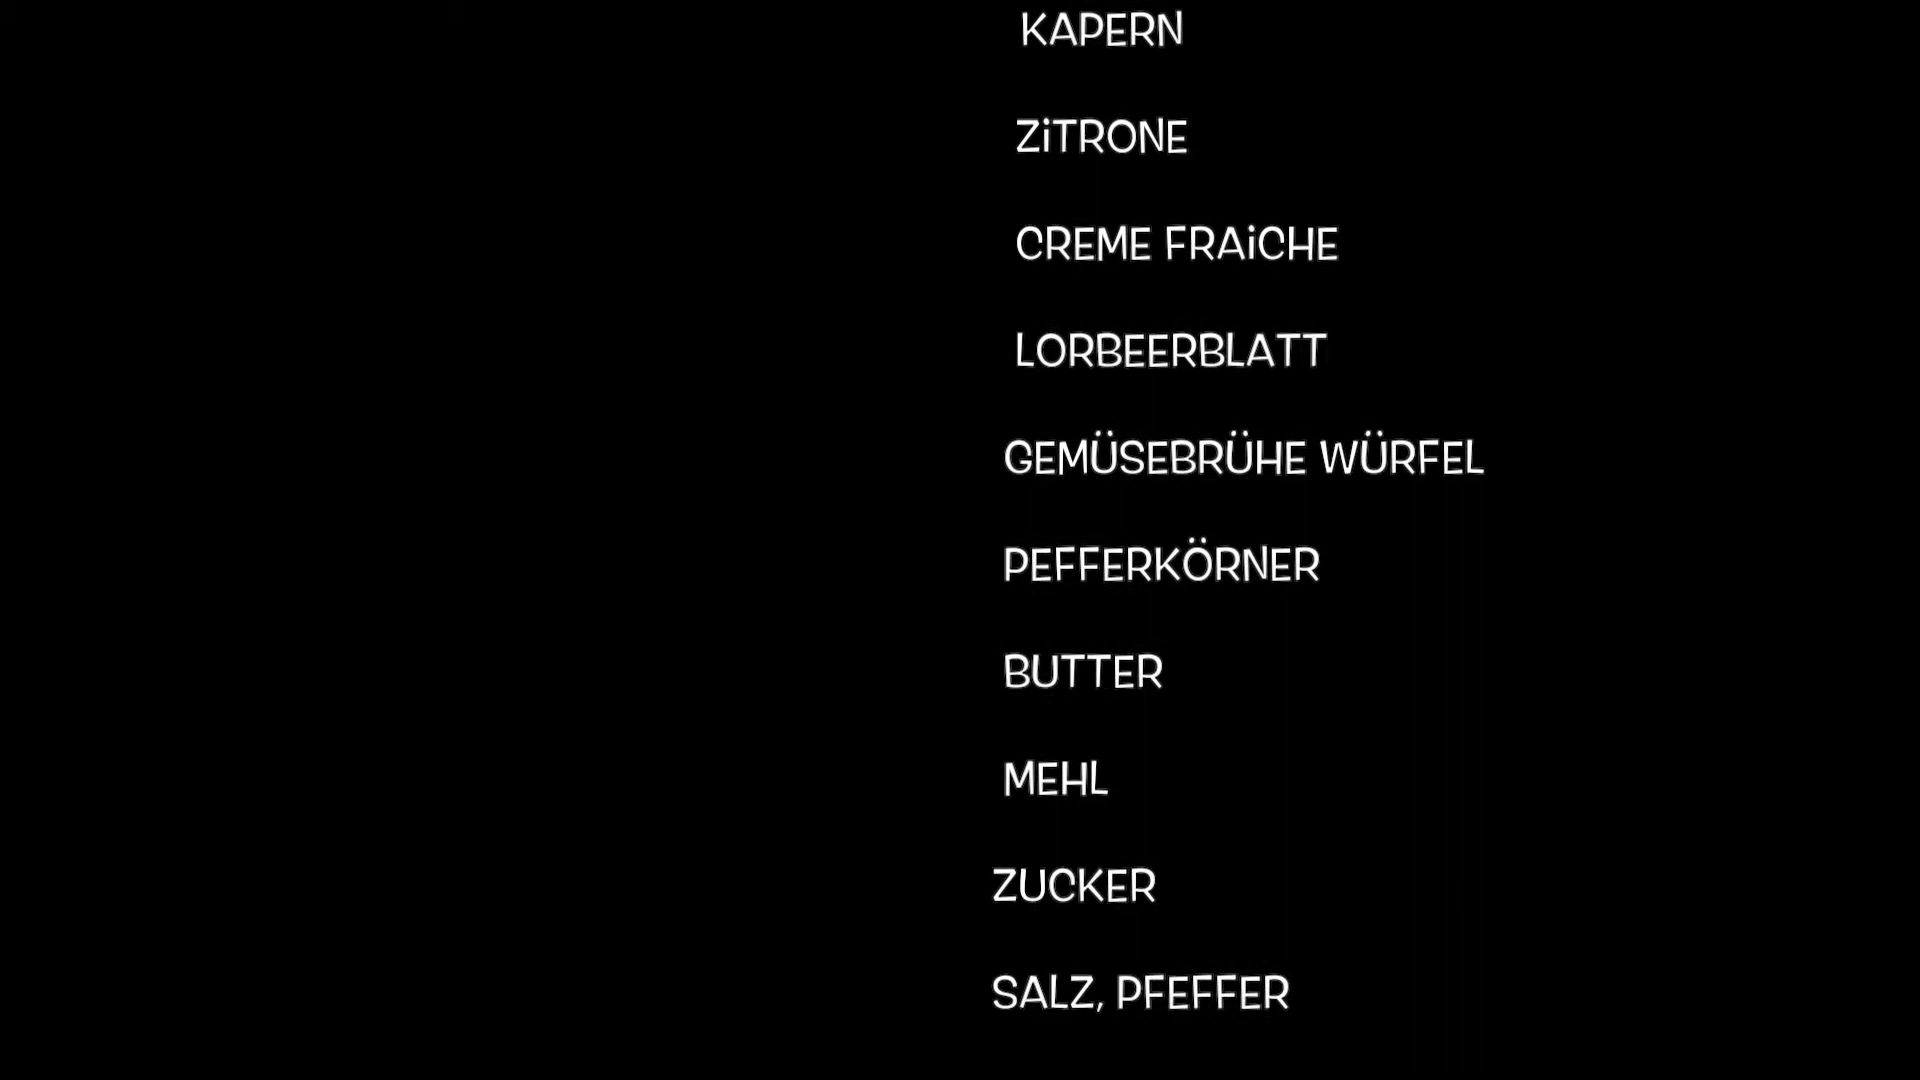 KAPERN
ZiTRONE
CREME FRAiCHE
LORBEERBLATT
GEMÜSEBRÜHE WÜRFEL
PEFFERKÖRNER
BUTTER
MEHL
ZUCKER
SALZ, PFEFFER